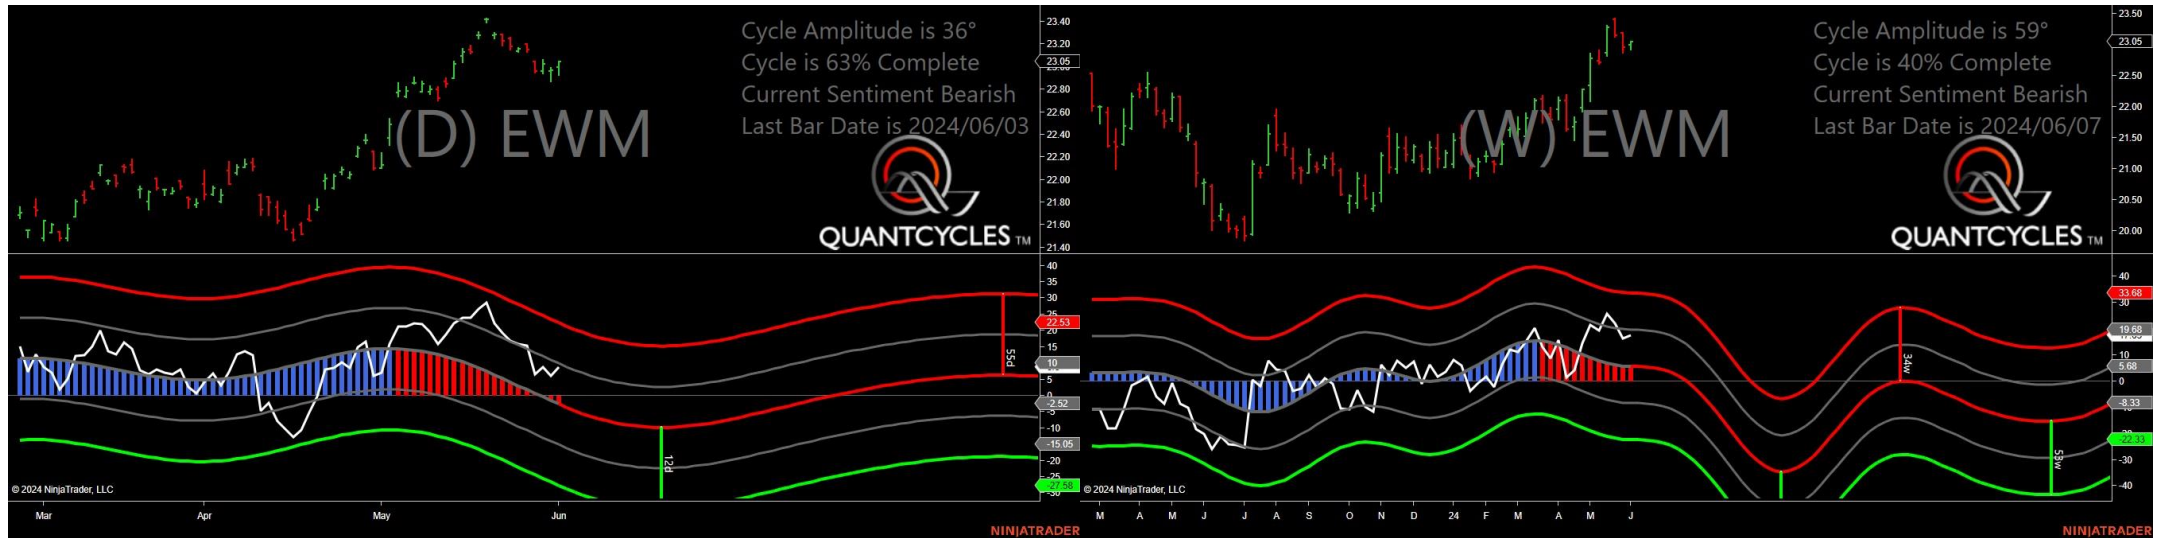 Cycle Amplitude is 36°
Cycle is 63% Complete
Current Sentiment Bearish
Last Bar Date is 2024/06/03
(D) EWM
QUANTCYCLES TM
23.40
23.20
23.05
22.80
22.60
22.40
22.20
22.00
21.80
21.60
21.40
40
35
30
25
22.53
20
15
10
5
0
-2.52
-5
-10
-15.05
-20
-25
-27.58
-30
55d
12d
© 2024 NinjaTrader, LLC
Mar Apr May Jun
NINJATRADER
Cycle Amplitude is 59°
Cycle is 40% Complete
Current Sentiment Bearish
Last Bar Date is 2024/06/07
(W) EWM
QUANTCYCLES TM
23.50
23.05
22.50
22.00
21.50
21.00
20.50
20.00
40
33.68
30
19.68
10
5.68
0
-8.33
-22.33
-30
-40
34w
53w
© 2024 NinjaTrader, LLC
M A M J J A S O N D 24 F M A M J
NINJATRADER